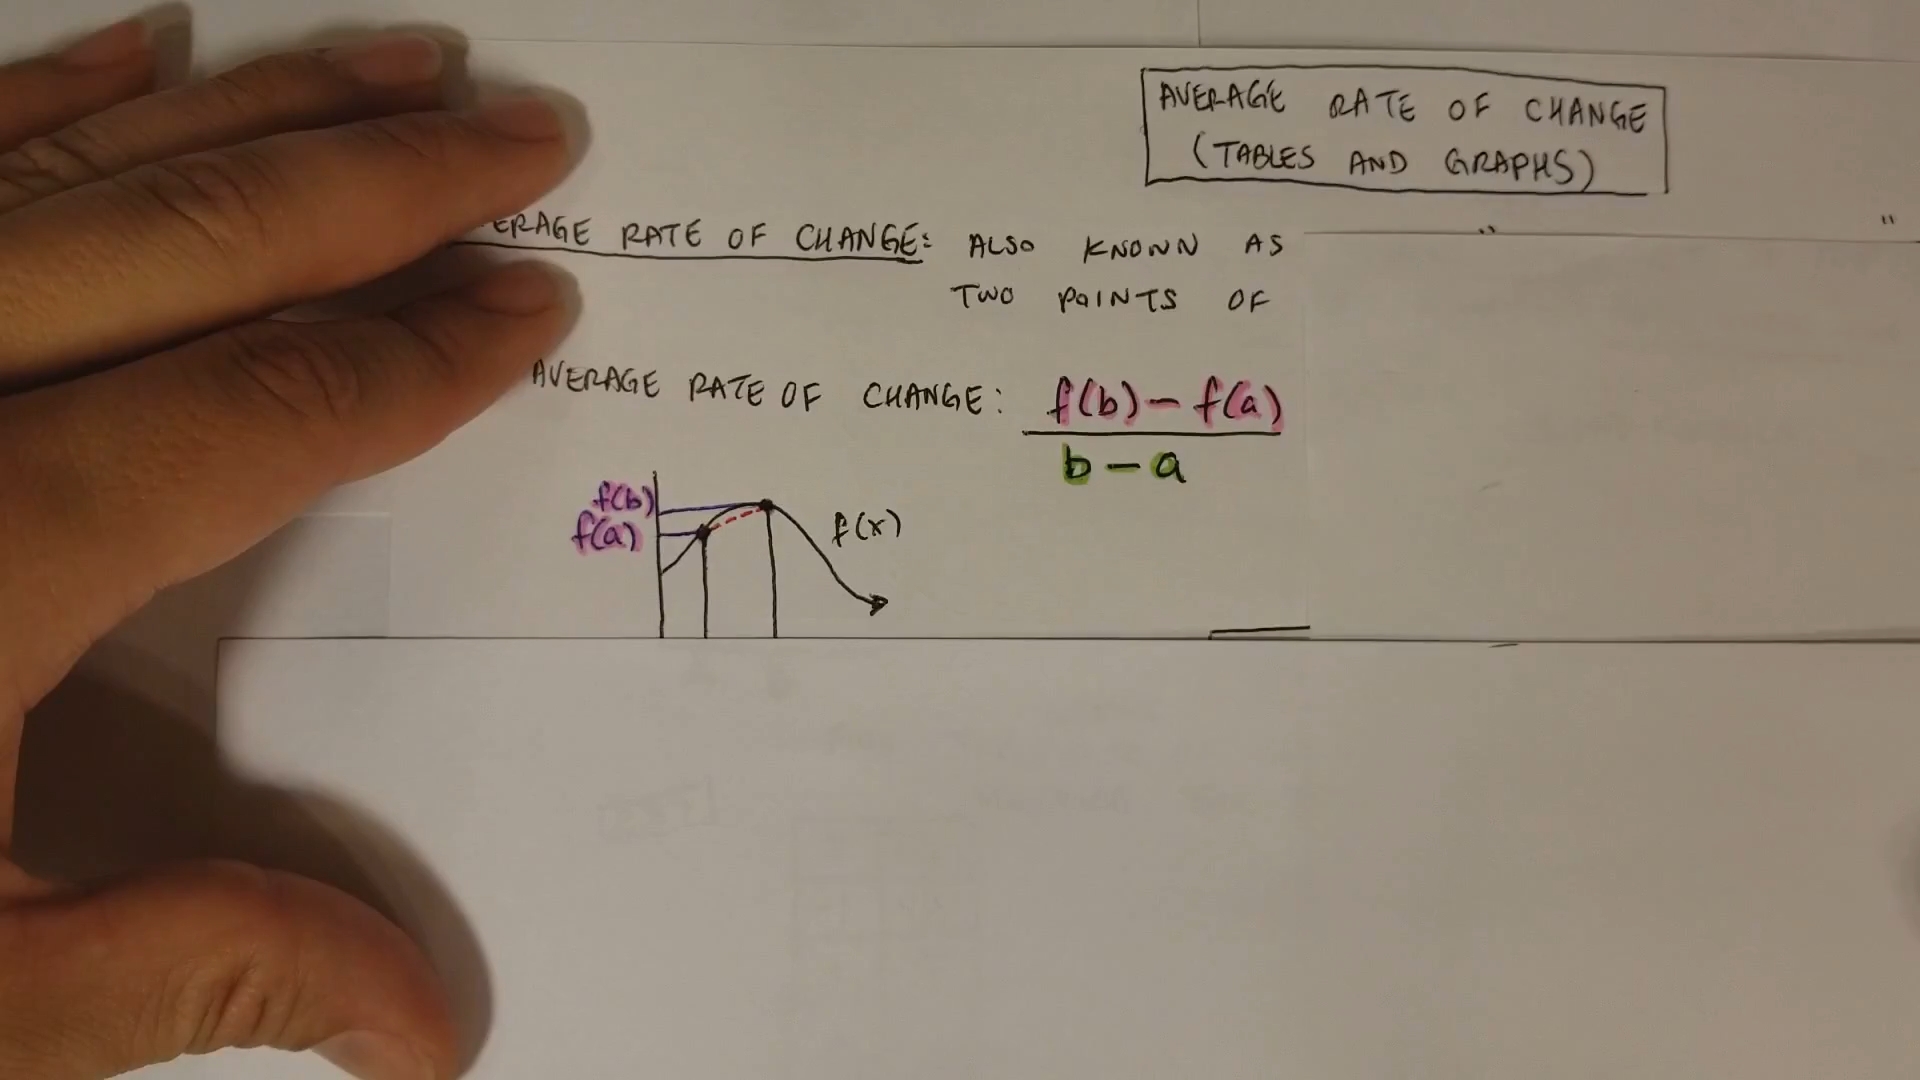 AVERAGE RATE OF CHANGE
(TABLES AND GRAPHS)
ERAGE RATE OF CHANGE: ALSO KNOWN AS
TWO POINTS OF
AVERAGE RATE OF CHANGE: f(b) - f(a)
b - a
f(b)
f(a)
f(x)